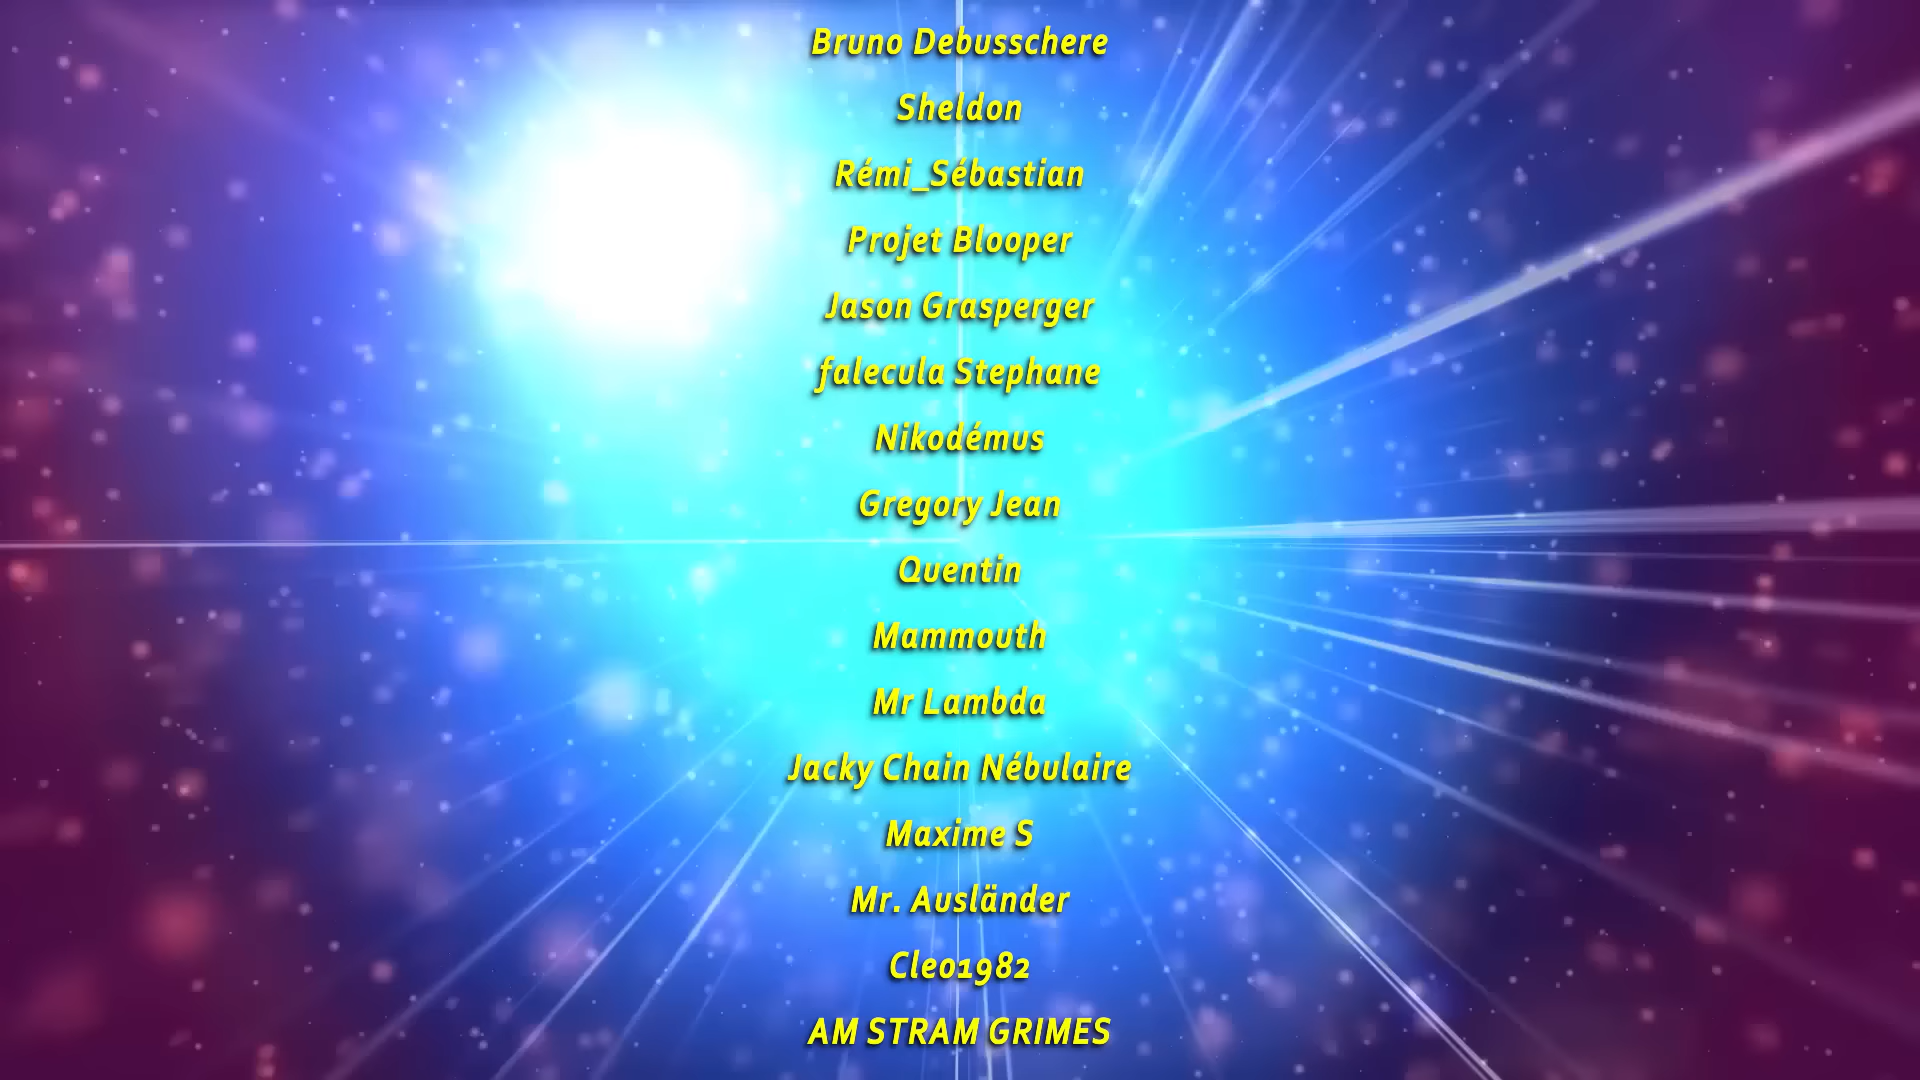 Bruno Debusschere
Sheldon
Rémi_Sébastian
Projet Blooper
Jason Grasperger
falecula Stephane
Nikodémus
Gregory Jean
Quentin
Mammouth
Mr Lambda
Jacky Chain Nébulaire
Maxime S
Mr. Ausländer
Cleo1982
AM STRAM GRIMES